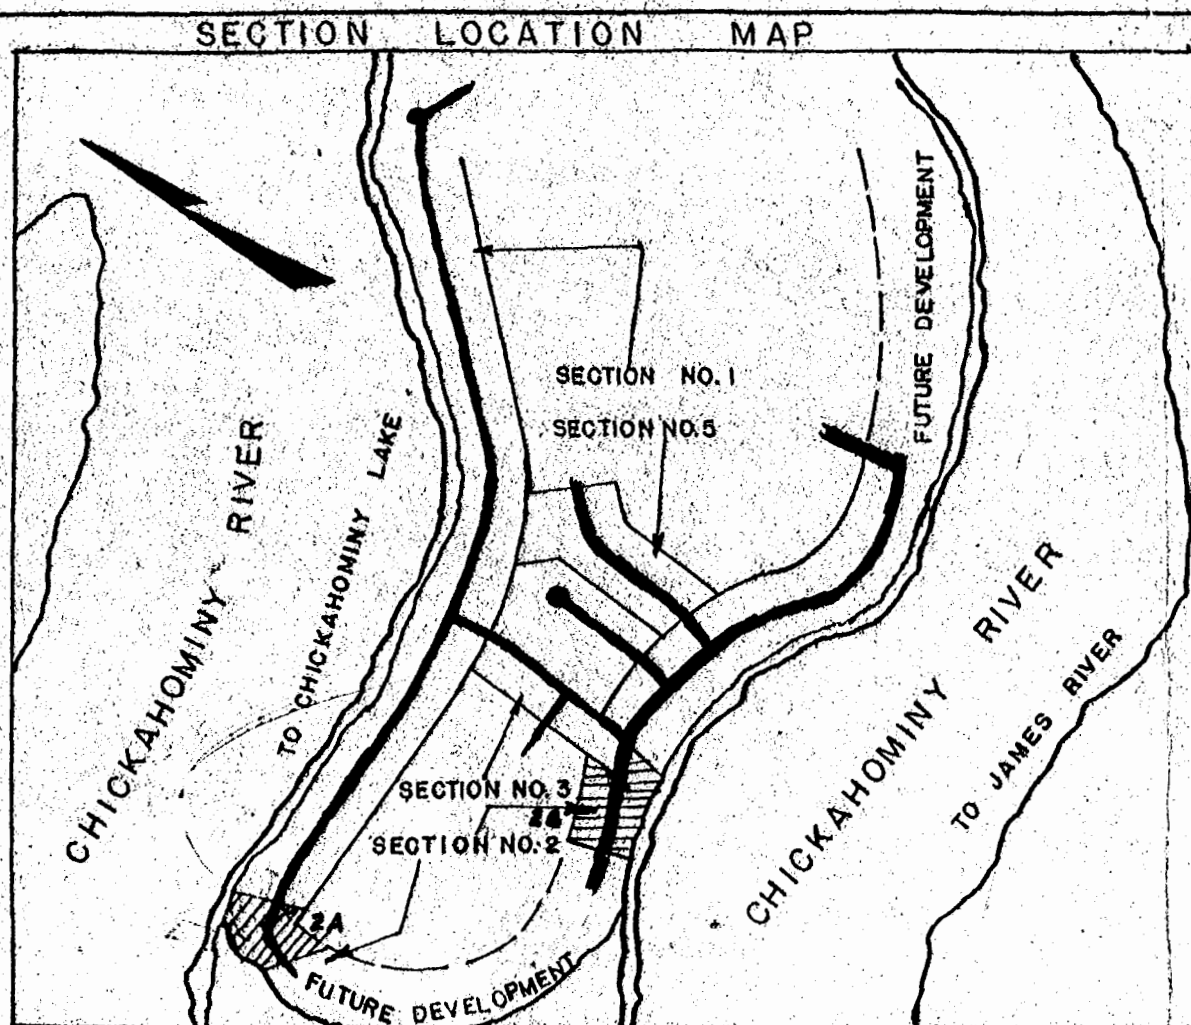 SECTION LOCATION MAP
FUTURE DEVELOPMENT
SECTION NO. 1
SECTION NO. 5
CHICKAHOMINY RIVER
TO CHICKAHOMINY LAKE
CHICKAHOMINY RIVER
TO JAMES RIVER
SECTION NO. 3
SECTION NO. 2
2A
FUTURE DEVELOPMENT